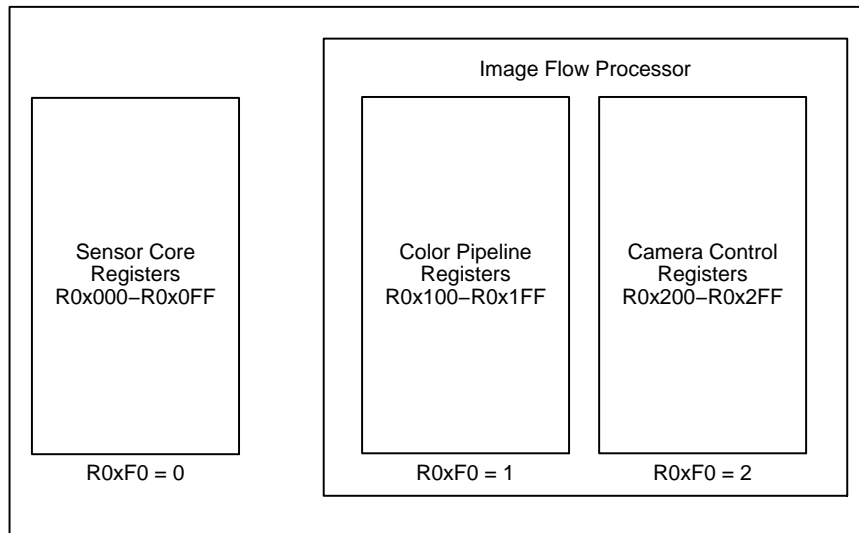 Image Flow Processor
Sensor Core
Registers
R0x000–R0x0FF
Color Pipeline
Registers
R0x100–R0x1FF
Camera Control
Registers
R0x200–R0x2FF
R0xF0 = 0
R0xF0 = 1
R0xF0 = 2